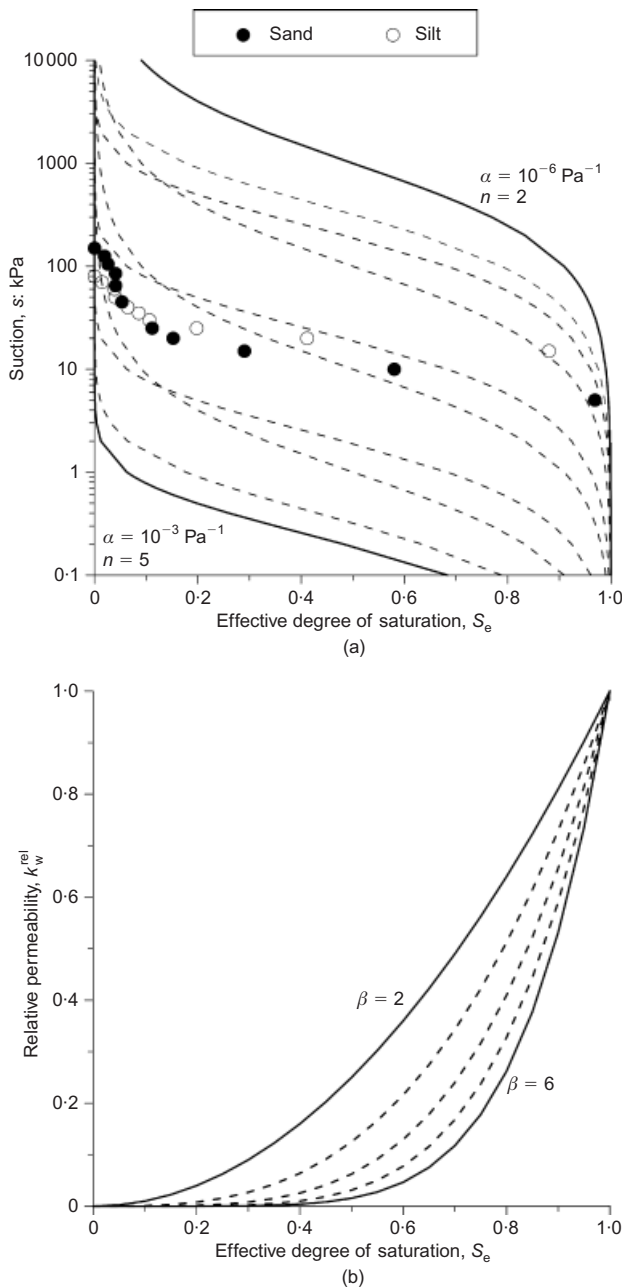 Sand Silt
10 000
1000
100
10
1
0·1
Suction, s: kPa
α = 10⁻⁶ Pa⁻¹
n = 2
α = 10⁻³ Pa⁻¹
n = 5
0 0·2 0·4 0·6 0·8 1·0
Effective degree of saturation, Sₑ
(a)
1·0
0·8
0·6
0·4
0·2
0
Relative permeability, k_w^rel
β = 2
β = 6
0 0·2 0·4 0·6 0·8 1·0
Effective degree of saturation, Sₑ
(b)